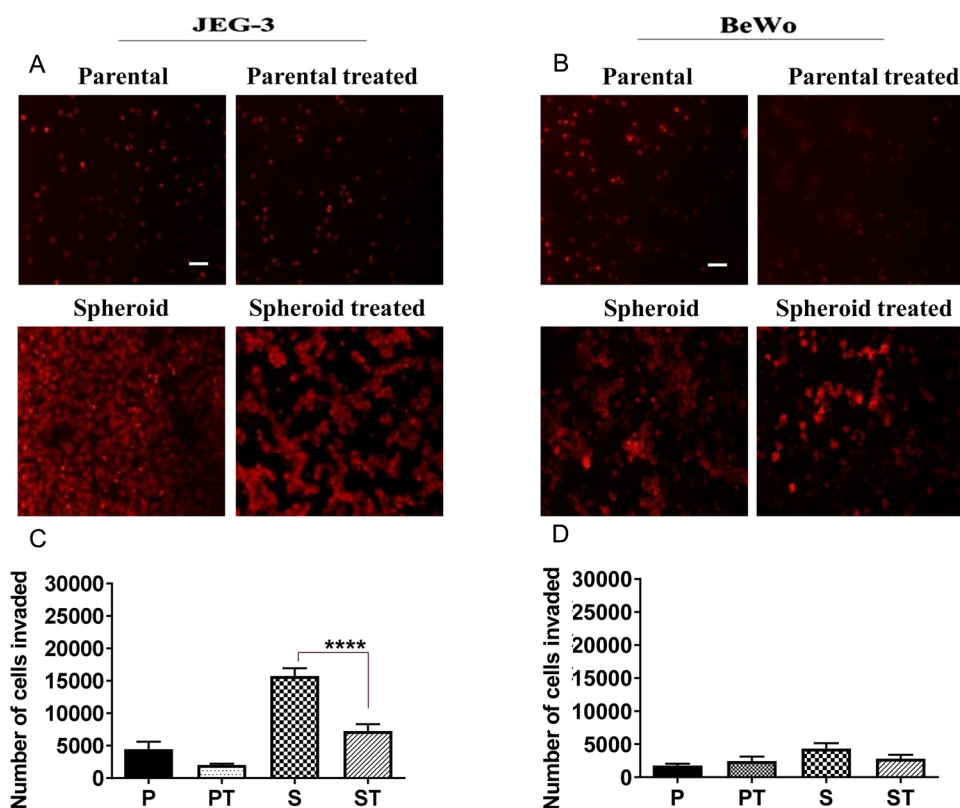 JEG-3
BeWo
A
Parental
Parental treated
B
Parental
Parental treated
Spheroid
Spheroid treated
Spheroid
Spheroid treated
C
Number of cells invaded
30000
25000
20000
15000
10000
5000
0
****
P
PT
S
ST
D
Number of cells invaded
30000
25000
20000
15000
10000
5000
0
P
PT
S
ST